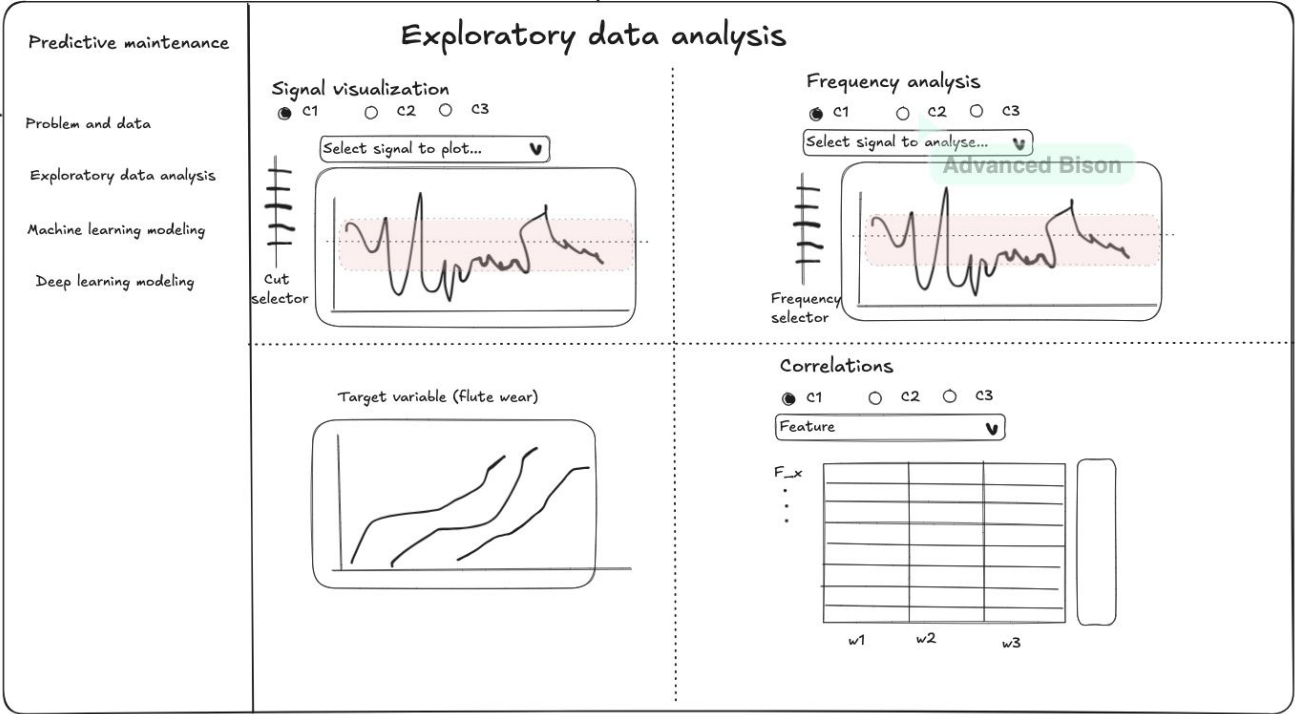 Predictive maintenance
Problem and data
Exploratory data analysis
Machine learning modeling
Deep learning modeling
Exploratory data analysis
Signal visualization
C1 C2 C3
Select signal to plot...
Cut
selector
Frequency analysis
C1 C2 C3
Select signal to analyse...
Advanced Bison
Frequency
selector
Target variable (flute wear)
Correlations
C1 C2 C3
Feature
F_x
w1 w2 w3